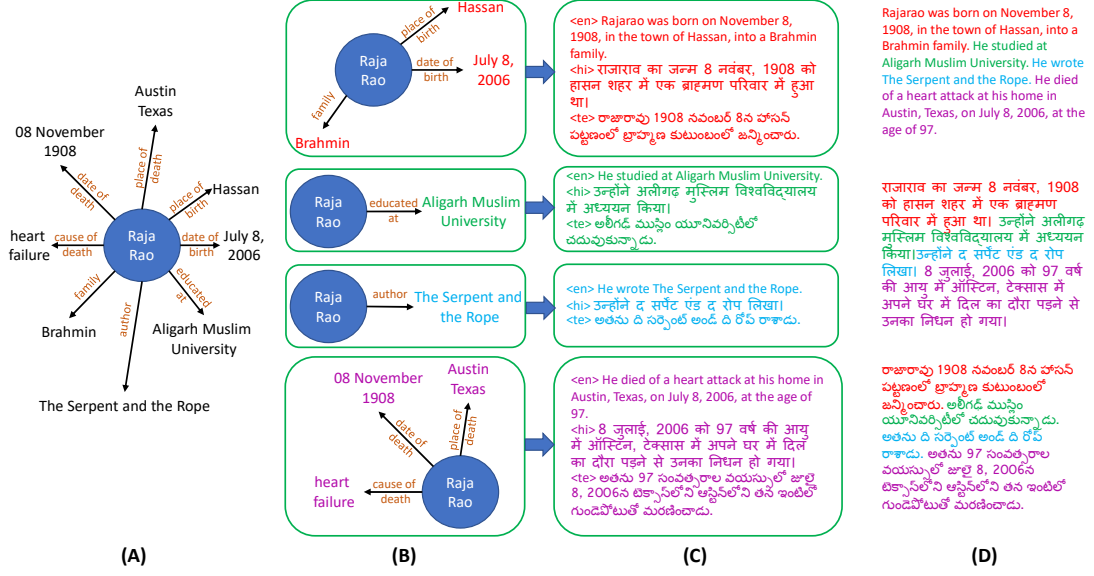 Austin
Texas
08 November
1908
place of
death
date of
death
Hassan
place of
birth
heart
failure
cause of
death
Raja
Rao
date of
birth
July 8,
2006
family
Brahmin
author
educated
at
Aligarh Muslim
University
The Serpent and the Rope
(A)
Hassan
place of
birth
Raja
Rao
date of
birth
July 8,
2006
family
Brahmin
Raja
Rao
educated
at
Aligarh Muslim
University
Raja
Rao
author
The Serpent and
the Rope
08 November
1908
Austin
Texas
date of
death
place of
death
heart
failure
cause of
death
Raja
Rao
(B)
<en> Rajarao was born on November 8,
1908, in the town of Hassan, into a Brahmin
family.
<hi> राजाराव का जन्म 8 नवंबर, 1908 को
हासन शहर में एक ब्राह्मण परिवार में हुआ
था।
<te> రాజారావు 1908 నవంబర్ 8న హాసన్
పట్టణంలో బ్రాహ్మణ కుటుంబంలో జన్మించారు.
<en> He studied at Aligarh Muslim University.
<hi> उन्होंने अलीगढ़ मुस्लिम विश्वविद्यालय
में अध्ययन किया।
<te> అలీగఢ్ ముస్లిం యూనివర్సిటీలో
చదువుకున్నాడు.
<en> He wrote The Serpent and the Rope.
<hi> उन्होंने द सर्पेंट एंड द रोप लिखा।
<te> అతను ది సర్పెంట్ అండ్ ది రోప్ రాశాడు.
<en> He died of a heart attack at his home in
Austin, Texas, on July 8, 2006, at the age of
97.
<hi> 8 जुलाई, 2006 को 97 वर्ष की आयु
में ऑस्टिन, टेक्सास में अपने घर में दिल
का दौरा पड़ने से उनका निधन हो गया।
<te> అతను 97 సంవత్సరాల వయస్సులో జూలై
8, 2006న టెక్సాస్‌లోని ఆస్టిన్‌లోని తన ఇంటిలో
గుండెపోటుతో మరణించాడు.
(C)
Rajarao was born on November 8,
1908, in the town of Hassan, into a
Brahmin family. He studied at
Aligarh Muslim University. He wrote
The Serpent and the Rope. He died
of a heart attack at his home in
Austin, Texas, on July 8, 2006, at the
age of 97.
राजाराव का जन्म 8 नवंबर, 1908
को हासन शहर में एक ब्राह्मण
परिवार में हुआ था। उन्होंने अलीगढ़
मुस्लिम विश्वविद्यालय में अध्ययन
किया।उन्होंने द सर्पेंट एंड द रोप
लिखा। 8 जुलाई, 2006 को 97 वर्ष
की आयु में ऑस्टिन, टेक्सास में
अपने घर में दिल का दौरा पड़ने से
उनका निधन हो गया।
రాజారావు 1908 నవంబర్ 8న హాసన్
పట్టణంలో బ్రాహ్మణ కుటుంబంలో
జన్మించారు. అలీగఢ్ ముస్లిం
యూనివర్సిటీలో చదువుకున్నాడు.
అతను ది సర్పెంట్ అండ్ ది రోప్
రాశాడు. అతను 97 సంవత్సరాల
వయస్సులో జూలై 8, 2006న
టెక్సాస్‌లోని ఆస్టిన్‌లోని తన ఇంటిలో
గుండెపోటుతో మరణించాడు.
(D)